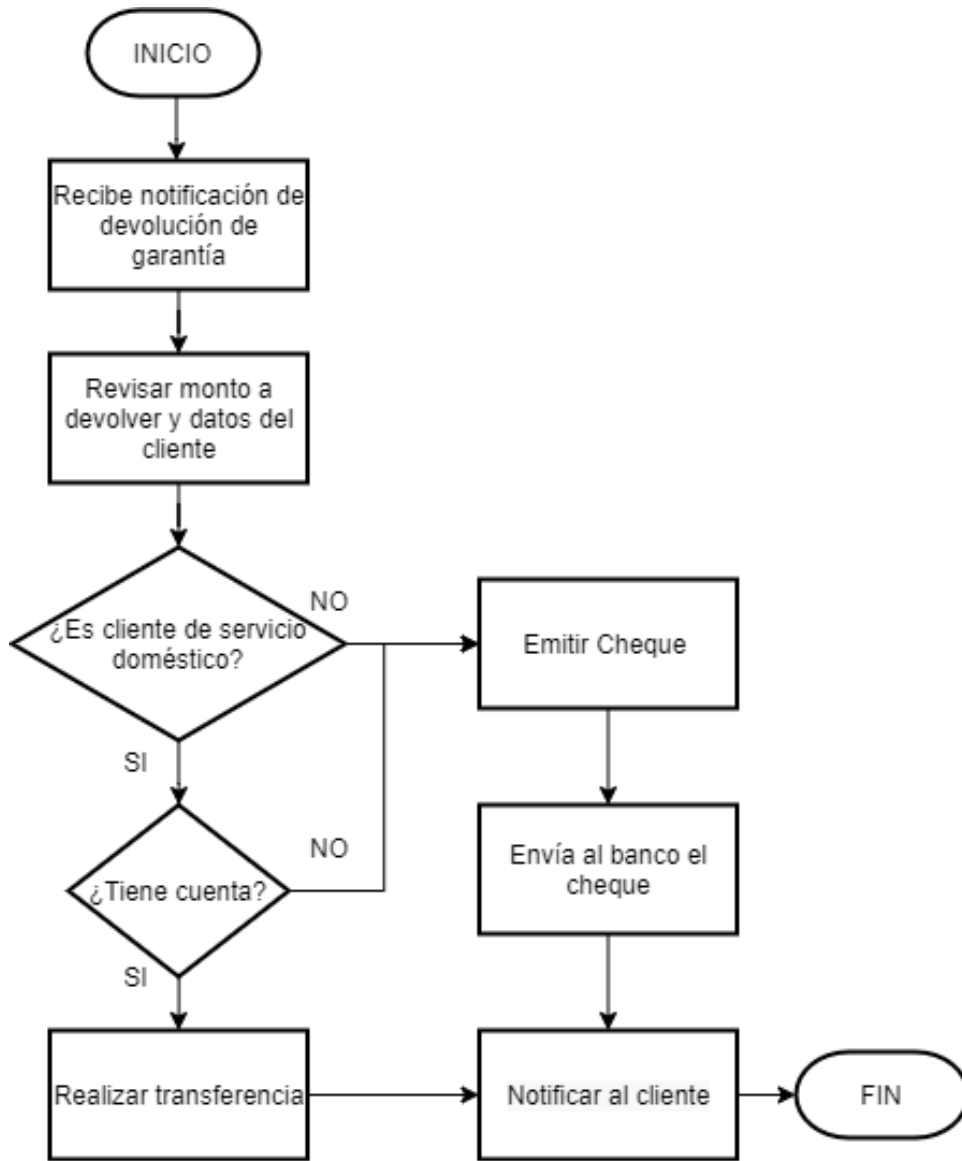 INICIO
Recibe notificación de
devolución de
garantía
Revisar monto a
devolver y datos del
cliente
¿Es cliente de servicio
doméstico?
NO
Emitir Cheque
SI
¿Tiene cuenta?
NO
Envía al banco el
cheque
SI
Realizar transferencia
Notificar al cliente
FIN